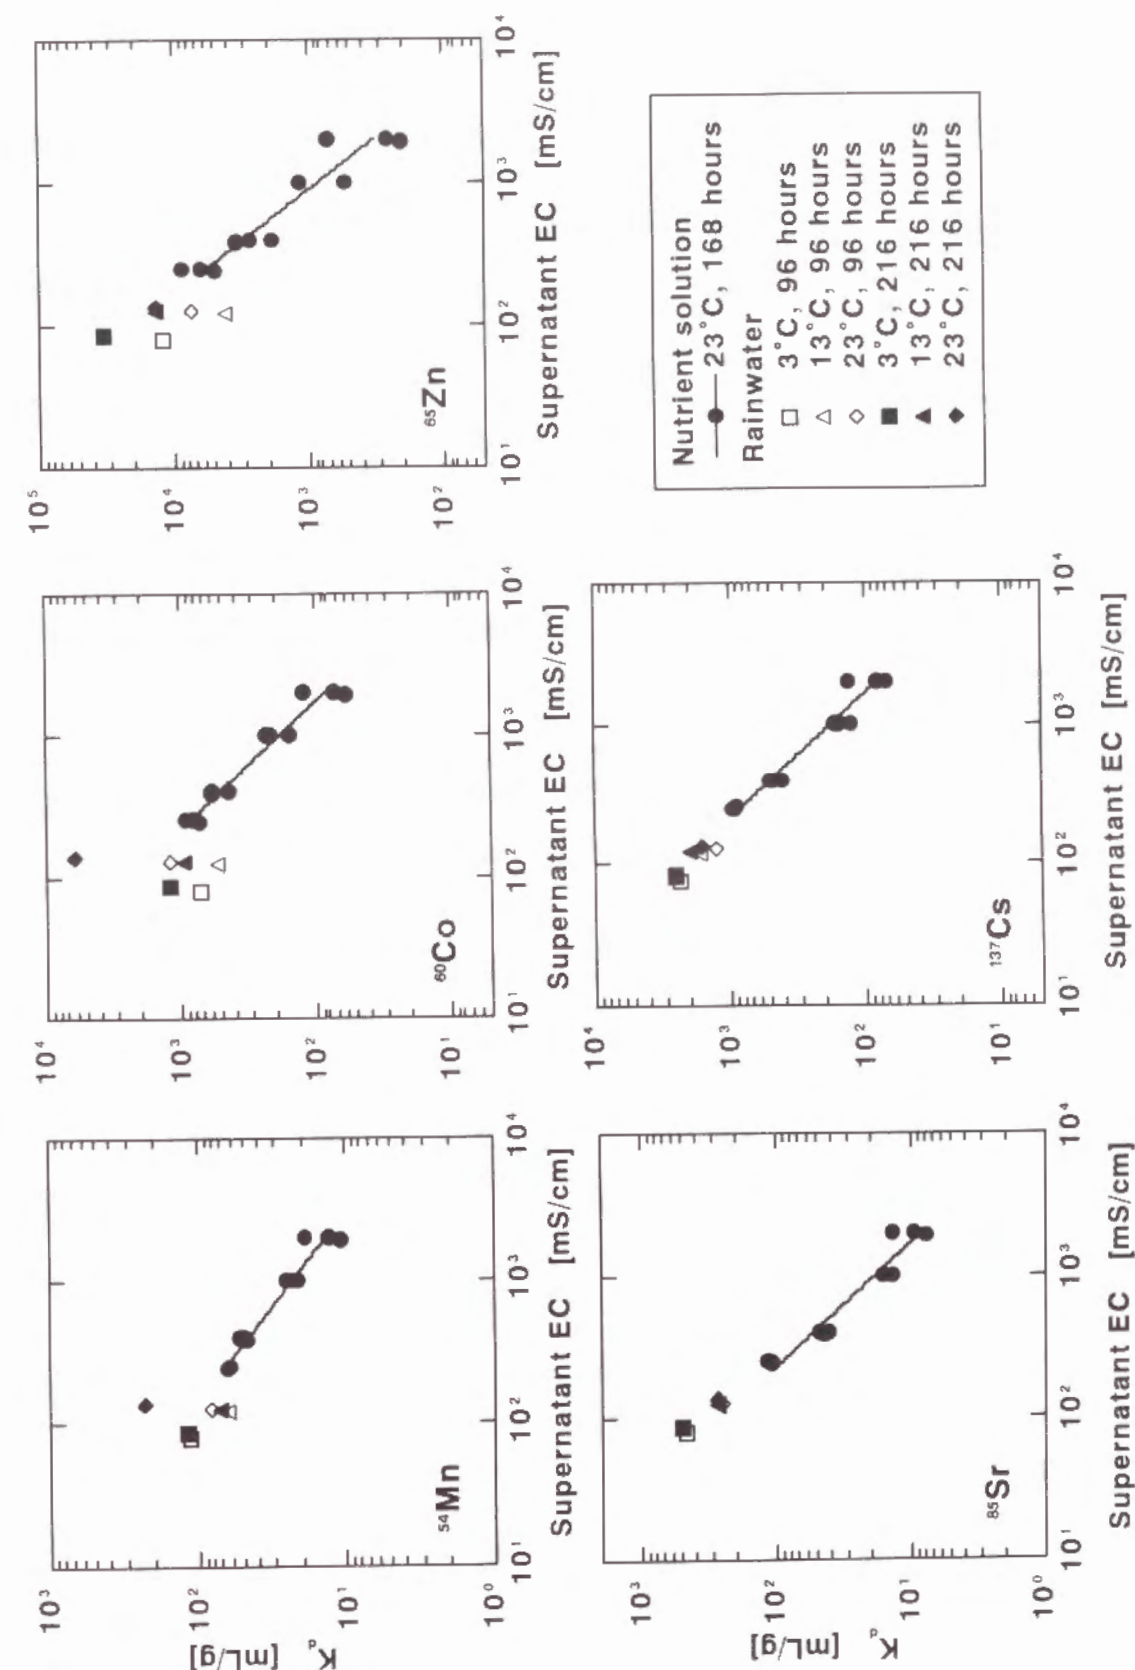 K_d [mL/g]
10³
10²
10¹
10⁰
⁵⁴Mn
10¹ 10² 10³ 10⁴
Supernatant EC [mS/cm]
10⁴
10³
10²
10¹
⁶⁰Co
10¹ 10² 10³ 10⁴
Supernatant EC [mS/cm]
10⁵
10⁴
10³
10²
⁶⁵Zn
10¹ 10² 10³ 10⁴
Supernatant EC [mS/cm]
K_d [mL/g]
10³
10²
10¹
10⁰
⁸⁵Sr
10¹ 10² 10³ 10⁴
Supernatant EC [mS/cm]
10⁴
10³
10²
10¹
¹³⁷Cs
10¹ 10² 10³ 10⁴
Supernatant EC [mS/cm]
Nutrient solution
23°C, 168 hours
Rainwater
3°C, 96 hours
13°C, 96 hours
23°C, 96 hours
3°C, 216 hours
13°C, 216 hours
23°C, 216 hours